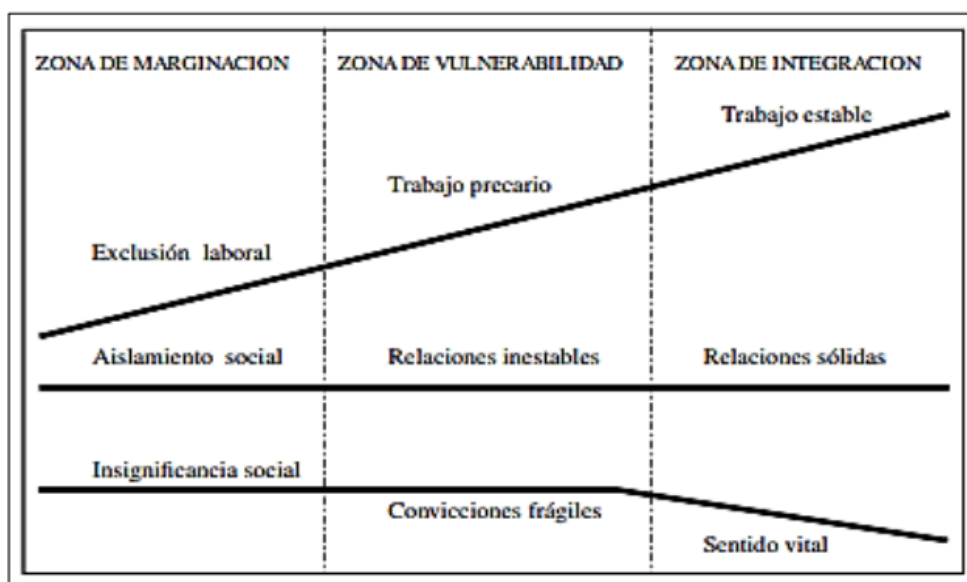 ZONA DE MARGINACION
ZONA DE VULNERABILIDAD
ZONA DE INTEGRACION
Trabajo estable
Trabajo precario
Exclusión laboral
Aislamiento social
Relaciones inestables
Relaciones sólidas
Insignificancia social
Convicciones frágiles
Sentido vital